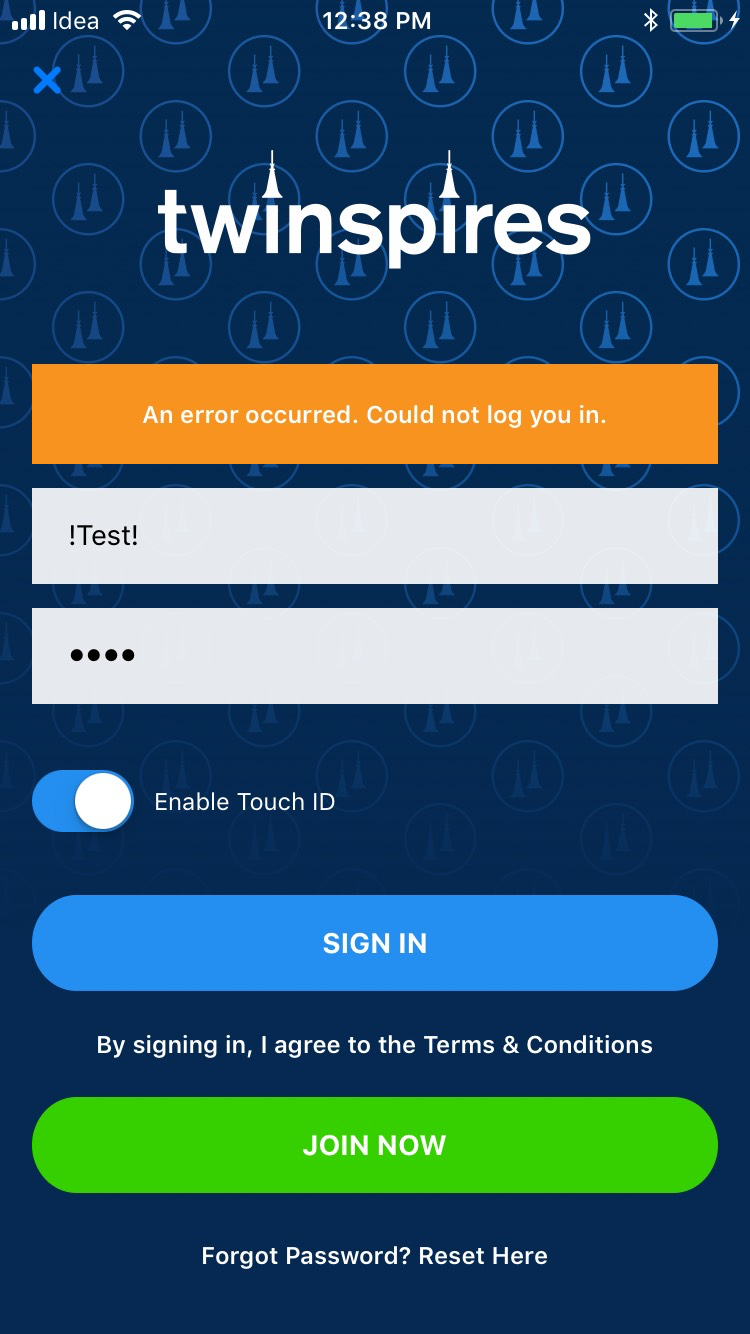 Idea 12:38 PM
twinspires
An error occurred. Could not log you in.
!Test!
••••
Enable Touch ID
SIGN IN
By signing in, I agree to the Terms & Conditions
JOIN NOW
Forgot Password? Reset Here